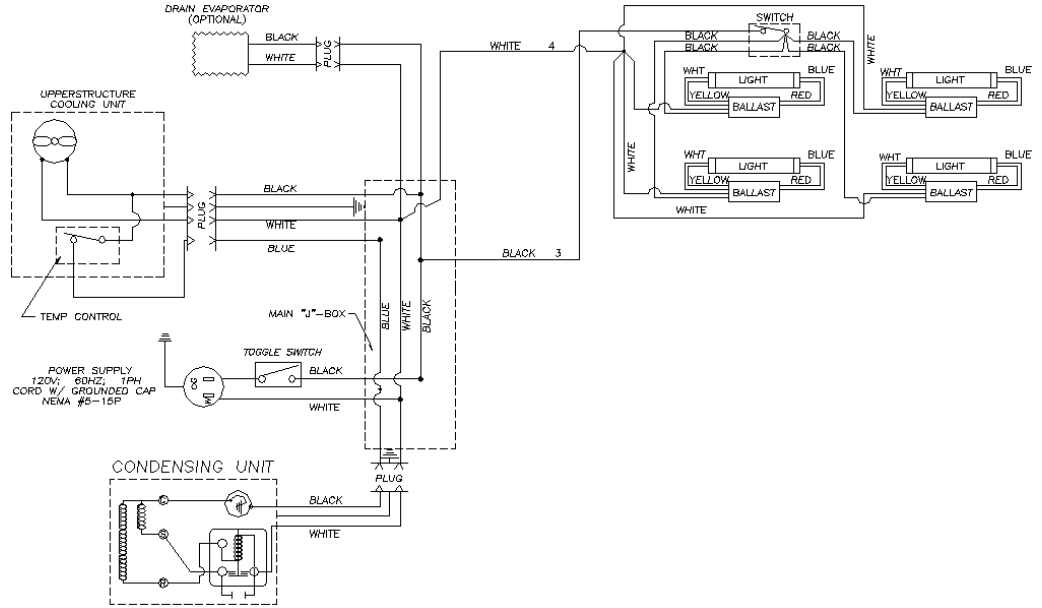 DRAIN EVAPORATOR
(OPTIONAL)
BLACK
WHITE
PLUG
SWITCH
BLACK
BLACK
BLACK
BLACK
WHITE 4
WHITE
WHT
LIGHT
BLUE
YELLOW
RED
BALLAST
WHT
LIGHT
BLUE
YELLOW
RED
BALLAST
UPPERSTRUCTURE
COOLING UNIT
WHITE
WHT
LIGHT
BLUE
YELLOW
RED
BALLAST
WHT
LIGHT
BLUE
YELLOW
RED
BALLAST
WHITE
BLACK
PLUG
WHITE
BLUE
BLACK 3
TEMP CONTROL
MAIN "J"-BOX
BLUE
WHITE
BLACK
TOGGLE SWITCH
BLACK
POWER SUPPLY
120V; 60HZ; 1PH
CORD W/ GROUNDED CAP
NEMA #5-15P
G
W
WHITE
CONDENSING UNIT
PLUG
BLACK
WHITE
C
S
R